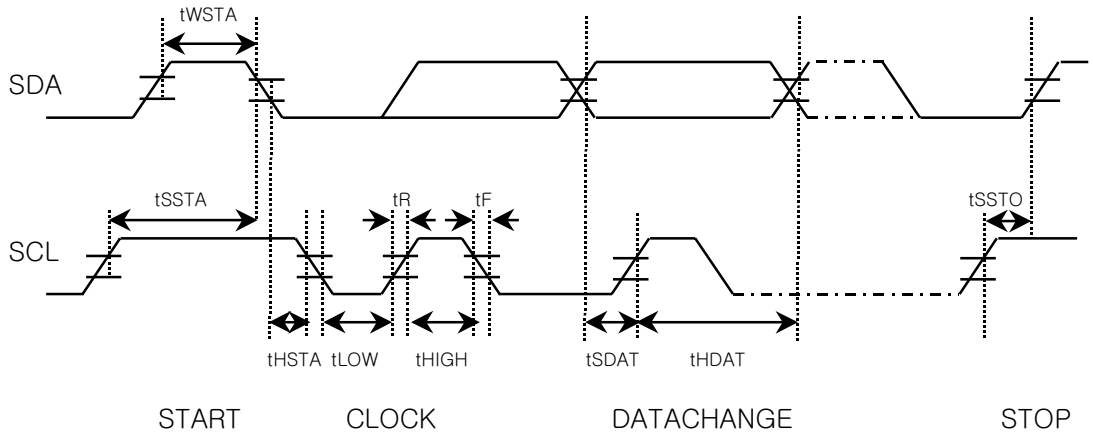 tWSTA
SDA
tSSTA
tR
tF
tSSTO
SCL
tHSTA tLOW tHIGH tSDAT tHDAT
START CLOCK DATACHANGE STOP